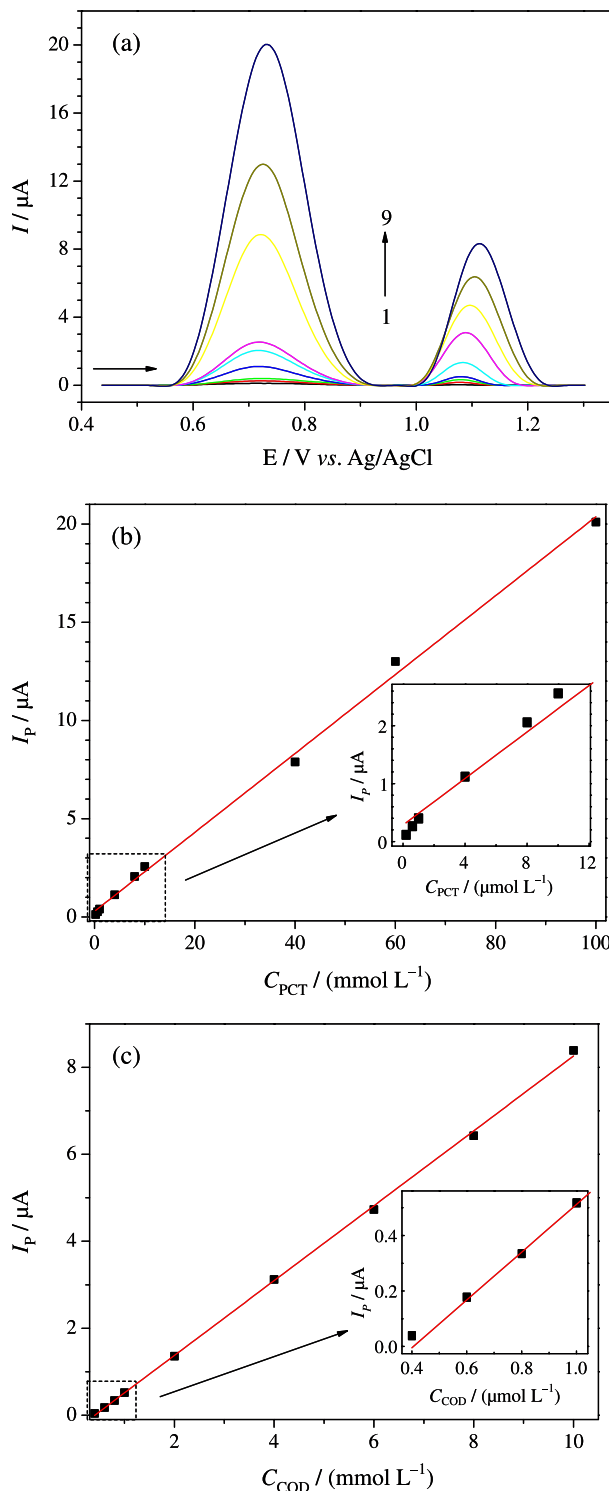 (a)
20
16
12
8
4
0
I / μA
9
1
0.4 0.6 0.8 1.0 1.2
E / V vs. Ag/AgCl
(b)
20
15
10
5
0
I_P / μA
2
1
0
I_P / μA
0 4 8 12
C_PCT / (μmol L⁻¹)
0 20 40 60 80 100
C_PCT / (mmol L⁻¹)
(c)
8
6
4
2
0
I_P / μA
0.4
0.2
0.0
I_P / μA
0.4 0.6 0.8 1.0
C_COD / (μmol L⁻¹)
2 4 6 8 10
C_COD / (mmol L⁻¹)